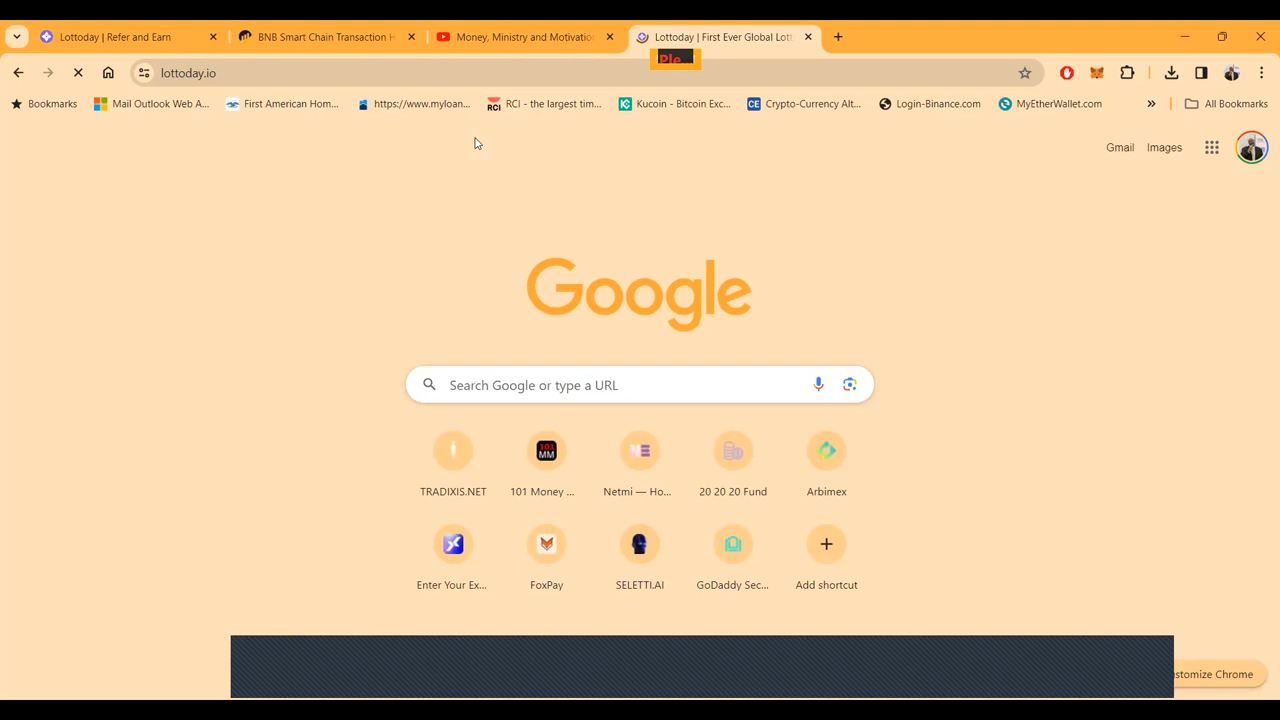 Lottoday | Refer and Earn
BNB Smart Chain Transaction H
Money, Ministry and Motivatio
Lottoday | First Ever Global Lott
Ple...
lottoday.io
Bookmarks
Mail Outlook Web A...
First American Hom...
https://www.myloan...
RCI - the largest tim...
Kucoin - Bitcoin Exc...
Crypto-Currency Alt...
Login-Binance.com
MyEtherWallet.com
All Bookmarks
Gmail
Images
Google
Search Google or type a URL
TRADIXIS.NET
101 Money ...
Netmi — Ho...
20 20 20 Fund
Arbimex
Enter Your Ex...
FoxPay
SELETTI.AI
GoDaddy Sec...
Add shortcut
ustomize Chrome